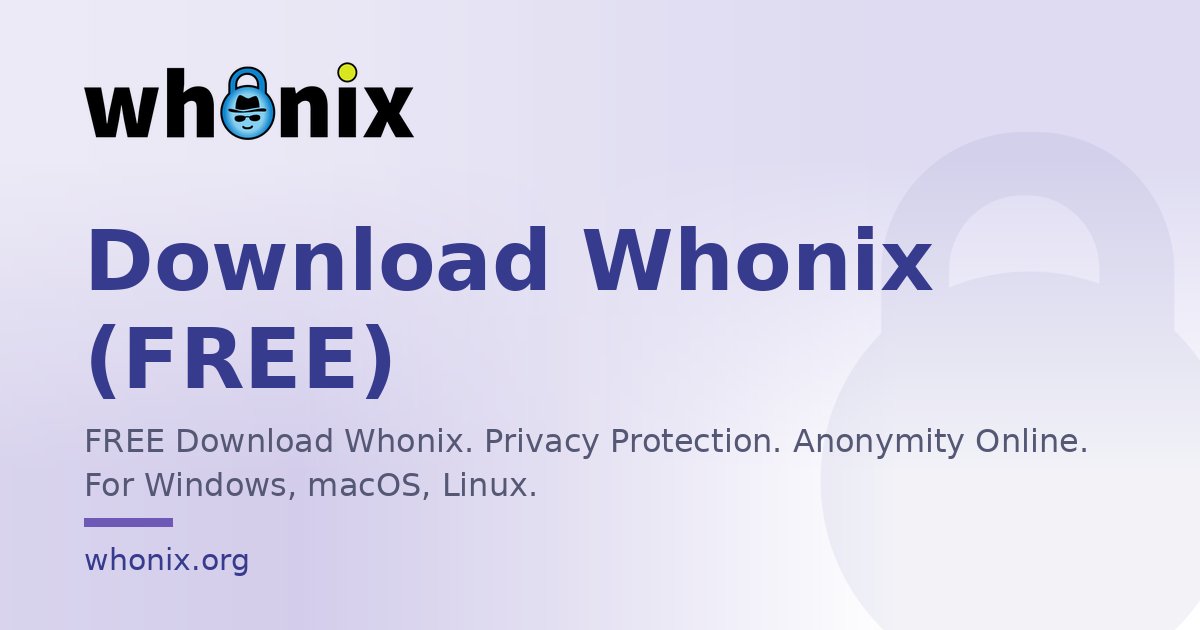 whonix
Download Whonix
(FREE)
FREE Download Whonix. Privacy Protection. Anonymity Online.
For Windows, macOS, Linux.
whonix.org